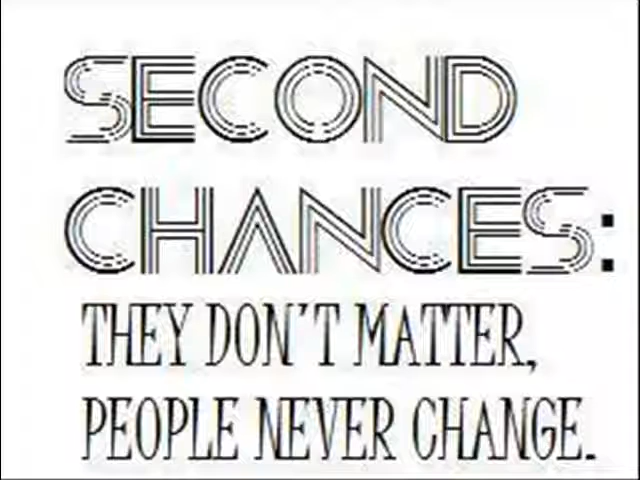 SECOND
CHANCES:
THEY DON'T MATTER,
PEOPLE NEVER CHANGE.